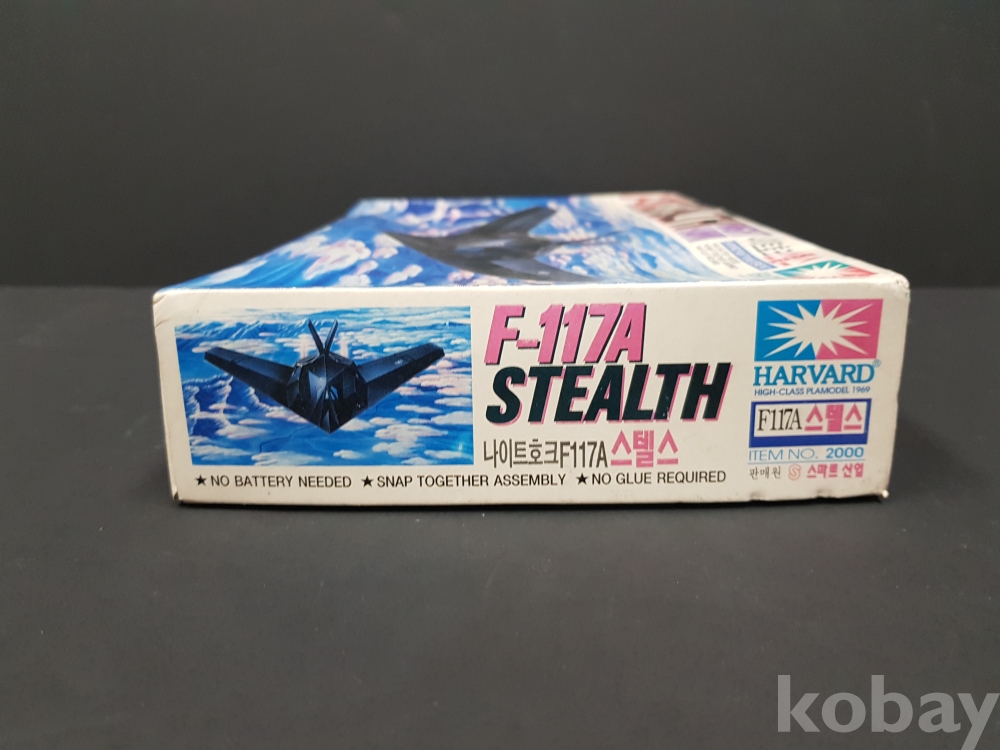 F-117A
STEALTH
나이트호크F117A 스텔스
★ NO BATTERY NEEDED ★ SNAP TOGETHER ASSEMBLY ★ NO GLUE REQUIRED
HARVARD®
HIGH-CLASS PLAMODEL 1969
F117A 스텔스
ITEM NO. 2000
판매원 S 스마트 산업
kobay